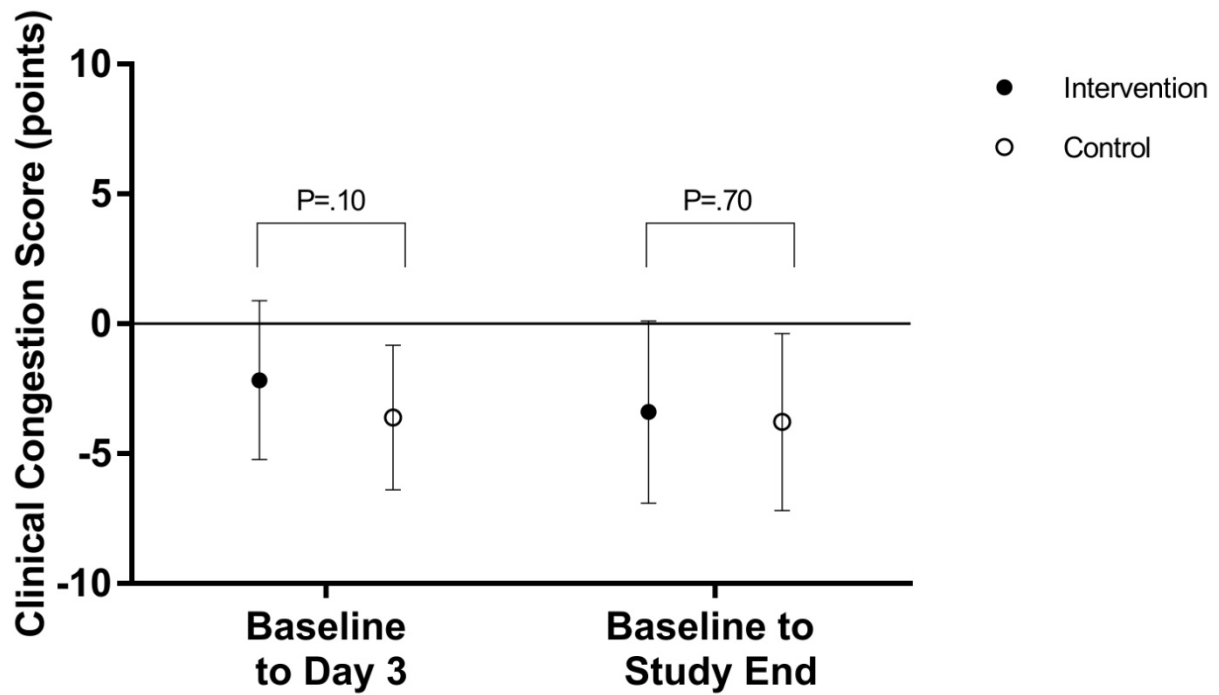 Clinical Congestion Score (points)
10
5
0
-5
-10
P=.10
P=.70
Intervention
Control
Baseline
to Day 3
Baseline to
Study End